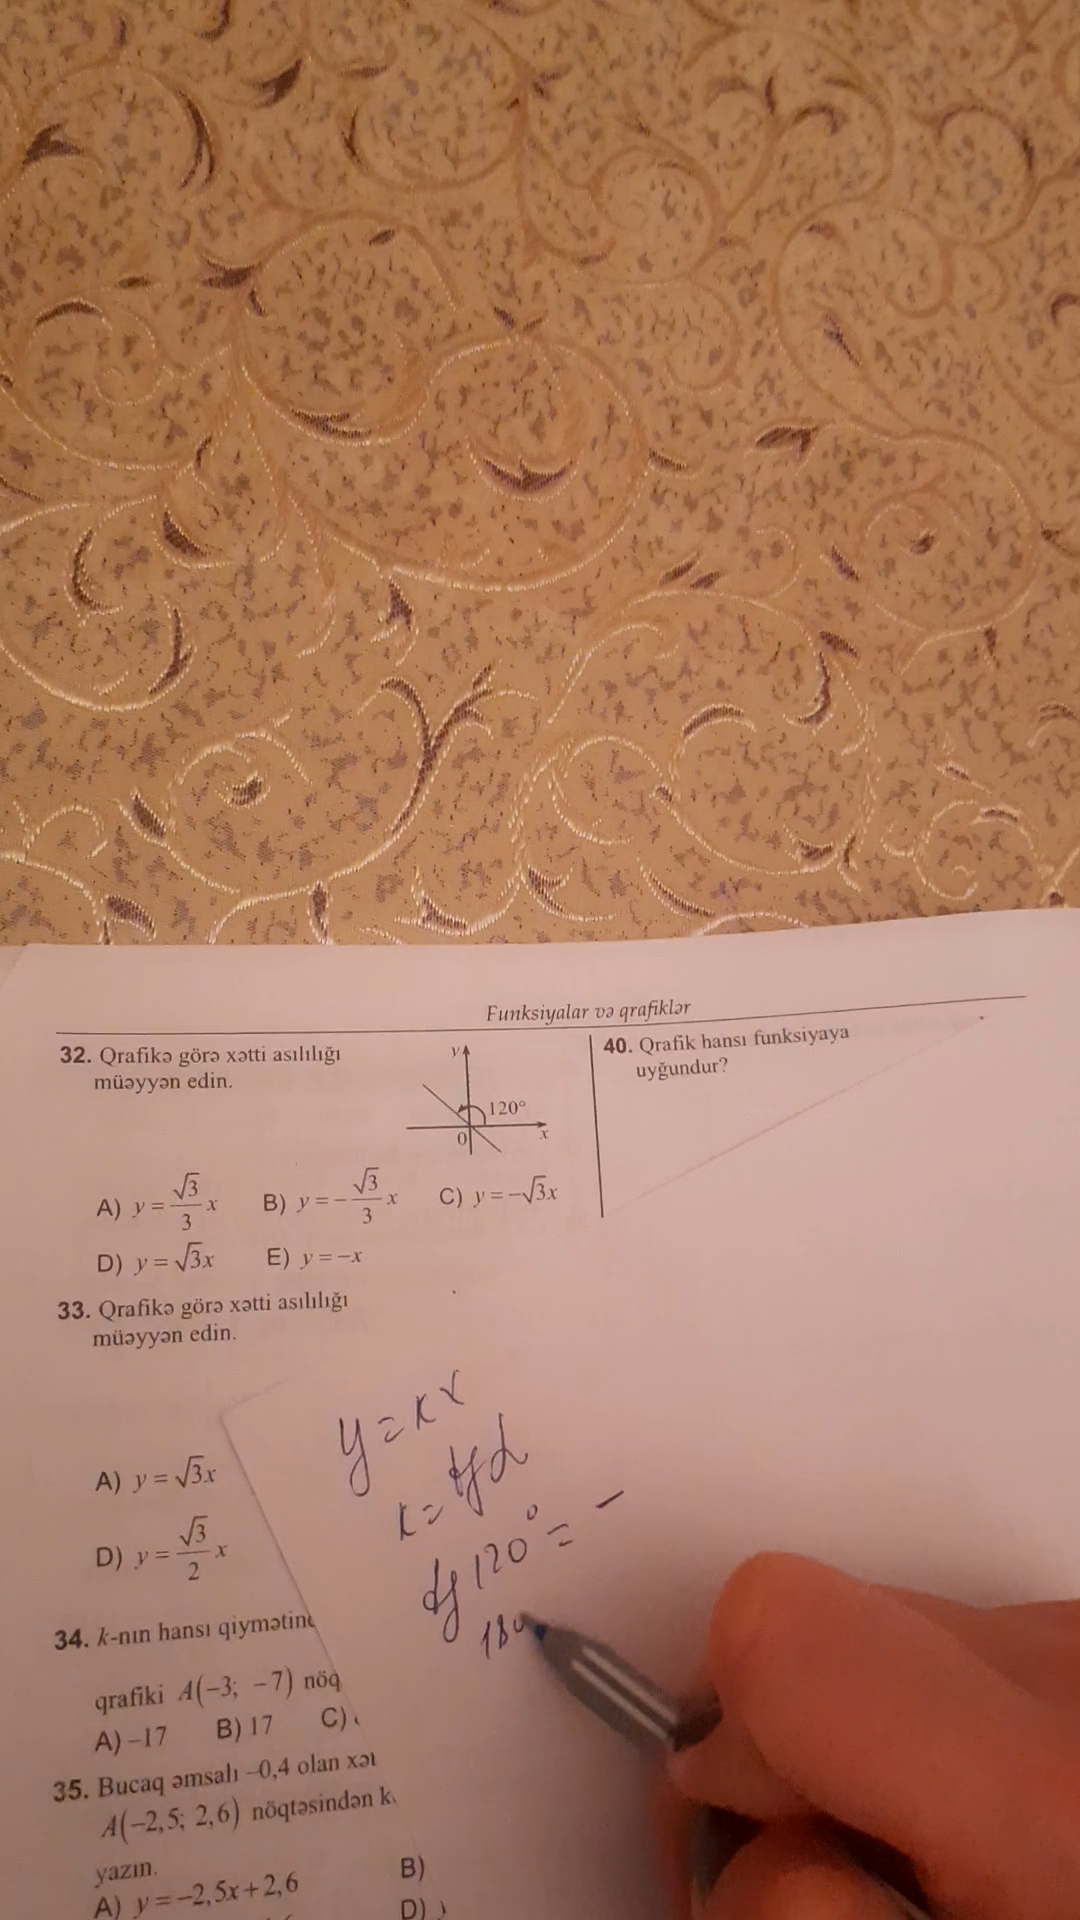 Funksiyalar və qrafiklər
32. Qrafikə görə xətti asılılığı
müəyyən edin.
y
120°
0
x
A) y = √3/3 x B) y = −√3/3 x C) y = −√3x
D) y = √3x E) y = −x
33. Qrafikə görə xətti asılılığı
müəyyən edin.
A) y = √3x
D) y = √3/2 x
34. k-nın hansı qiymətind
qrafiki A(−3; −7) nöq
A) −17 B) 17 C)
35. Bucaq əmsalı −0,4 olan
A(−2,5; 2,6) nöqtəsindən k
yazın.
A) y = −2,5x + 2,6 B)
D)
40. Qrafik hansı funksiyaya
uyğundur?
y = kx
k = tgα
tg 120° = −
180